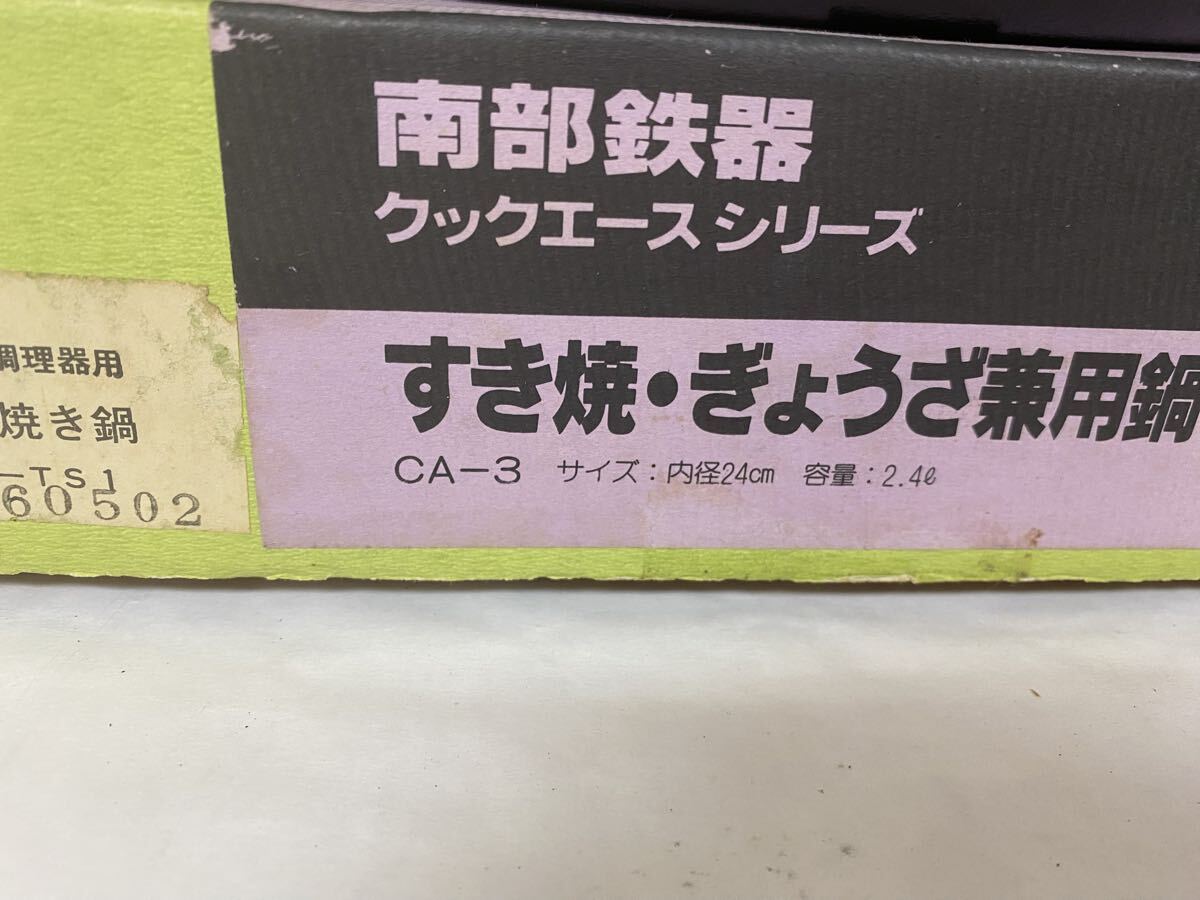 南部鉄器
クックエースシリーズ
すき焼・ぎょうざ兼用鍋
CA-3 サイズ:内径24cm 容量:2.4ℓ
調理器用
焼き鍋
-TS1
60502